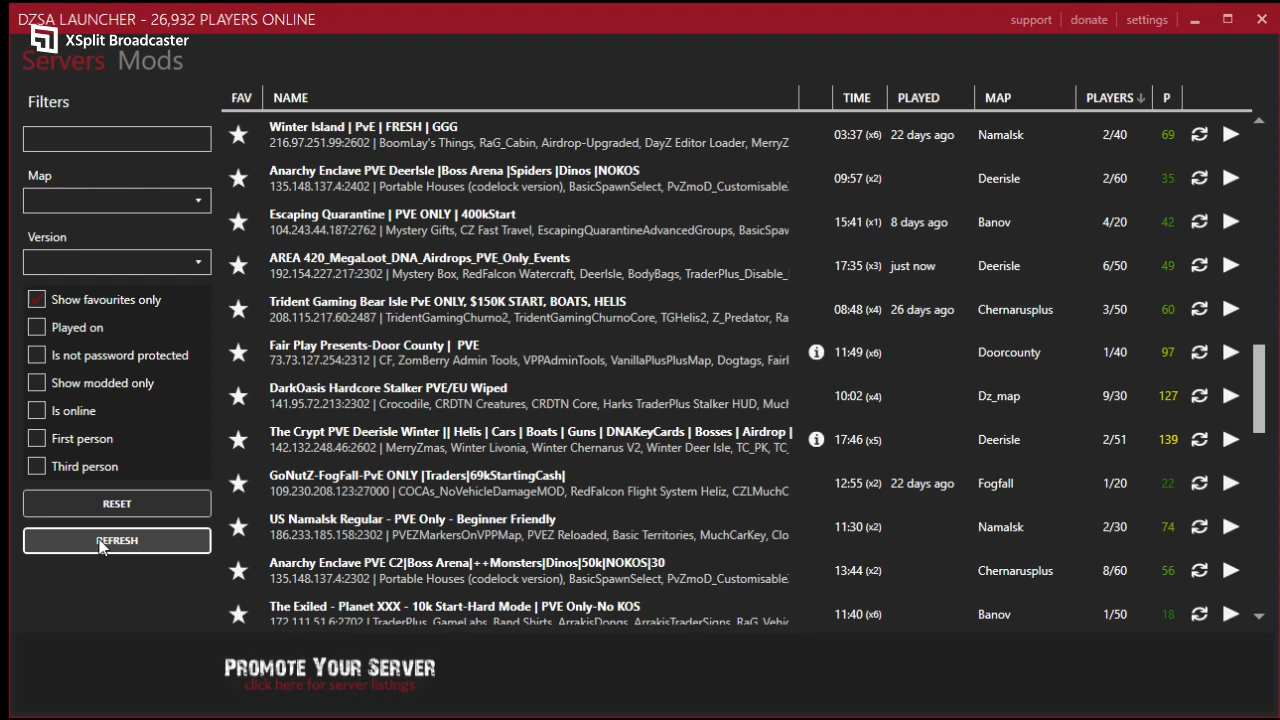 DZSA LAUNCHER - 26,932 PLAYERS ONLINE
support
donate
settings
XSplit Broadcaster
Servers Mods
Filters
Map
Version
Show favourites only
Played on
Is not password protected
Show modded only
Is online
First person
Third person
RESET
REFRESH
FAV NAME TIME PLAYED MAP PLAYERS P
Winter Island | PvE | FRESH | GGG
216.97.251.99:2602 | BoomLay's Things, RaG_Cabin, Airdrop-Upgraded, DayZ Editor Loader, MerryZ
03:37 (x6) 22 days ago Namalsk 2/40 69
Anarchy Enclave PVE DeerIsle |Boss Arena |Spiders |Dinos |NOKOS
135.148.137.4:2402 | Portable Houses (codelock version), BasicSpawnSelect, PvZmoD_Customisable
09:57 (x2) Deerisle 2/60 35
Escaping Quarantine | PVE ONLY | 400kStart
104.243.44.187:2762 | Mystery Gifts, CZ Fast Travel, EscapingQuarantineAdvancedGroups, BasicSpaw
15:41 (x1) 8 days ago Banov 4/20 42
AREA 420_MegaLoot_DNA_Airdrops_PVE_Only_Events
192.154.227.217:2302 | Mystery Box, RedFalcon Watercraft, DeerIsle, BodyBags, TraderPlus_Disable_
17:35 (x3) just now Deerisle 6/50 49
Trident Gaming Bear Isle PvE ONLY, $150K START, BOATS, HELIS
208.115.217.60:2487 | TridentGamingChurno2, TridentGamingChurnoCore, TGHelis2, Z_Predator, Ra
08:48 (x4) 26 days ago Chernarusplus 3/50 60
Fair Play Presents-Door County | PVE
73.73.127.254:2312 | CF, ZomBerry Admin Tools, VPPAdminTools, VanillaPlusPlusMap, Dogtags, Fairl
11:49 (x6) Doorcounty 1/40 97
DarkOasis Hardcore Stalker PVE/EU Wiped
141.95.72.213:2302 | Crocodile, CRDTN Creatures, CRDTN Core, Harks TraderPlus Stalker HUD, Much
10:02 (x4) Dz_map 9/30 127
The Crypt PVE Deerisle Winter || Helis | Cars | Boats | Guns | DNAKeyCards | Bosses | Airdrop |
142.132.248.46:2602 | MerryZmas, Winter Livonia, Winter Chernarus V2, Winter Deer Isle, TC_PK, TC_
17:46 (x5) Deerisle 2/51 139
GoNutZ-FogFall-PvE ONLY |Traders|69kStartingCash|
109.230.208.123:27000 | COCAs_NoVehicleDamageMOD, RedFalcon Flight System Heliz, CZLMuchC
12:55 (x2) 22 days ago Fogfall 1/20 22
US Namalsk Regular - PVE Only - Beginner Friendly
186.233.185.158:2302 | PVEZMarkersOnVPPMap, PVEZ Reloaded, Basic Territories, MuchCarKey, Clo
11:30 (x2) Namalsk 2/30 74
Anarchy Enclave PVE C2|Boss Arena|++Monsters|Dinos|50k|NOKOS|30
135.148.137.4:2302 | Portable Houses (codelock version), BasicSpawnSelect, PvZmoD_Customisable
13:44 (x2) Chernarusplus 8/60 56
The Exiled - Planet XXX - 10k Start-Hard Mode | PVE Only-No KOS
172.111.51.6:2702 | TraderPlus, GameLabs, Band Shirts, ArrakisDongs, ArrakisTraderSigns, RaG_Vehic
11:40 (x6) Banov 1/50 18
PROMOTE YOUR SERVER
click here for server listings